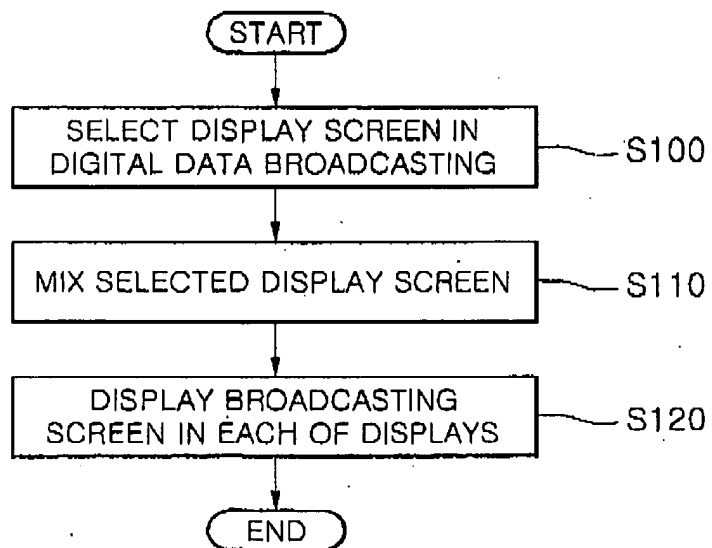 START
SELECT DISPLAY SCREEN IN
DIGITAL DATA BROADCASTING
S100
MIX SELECTED DISPLAY SCREEN
S110
DISPLAY BROADCASTING
SCREEN IN EACH OF DISPLAYS
S120
END